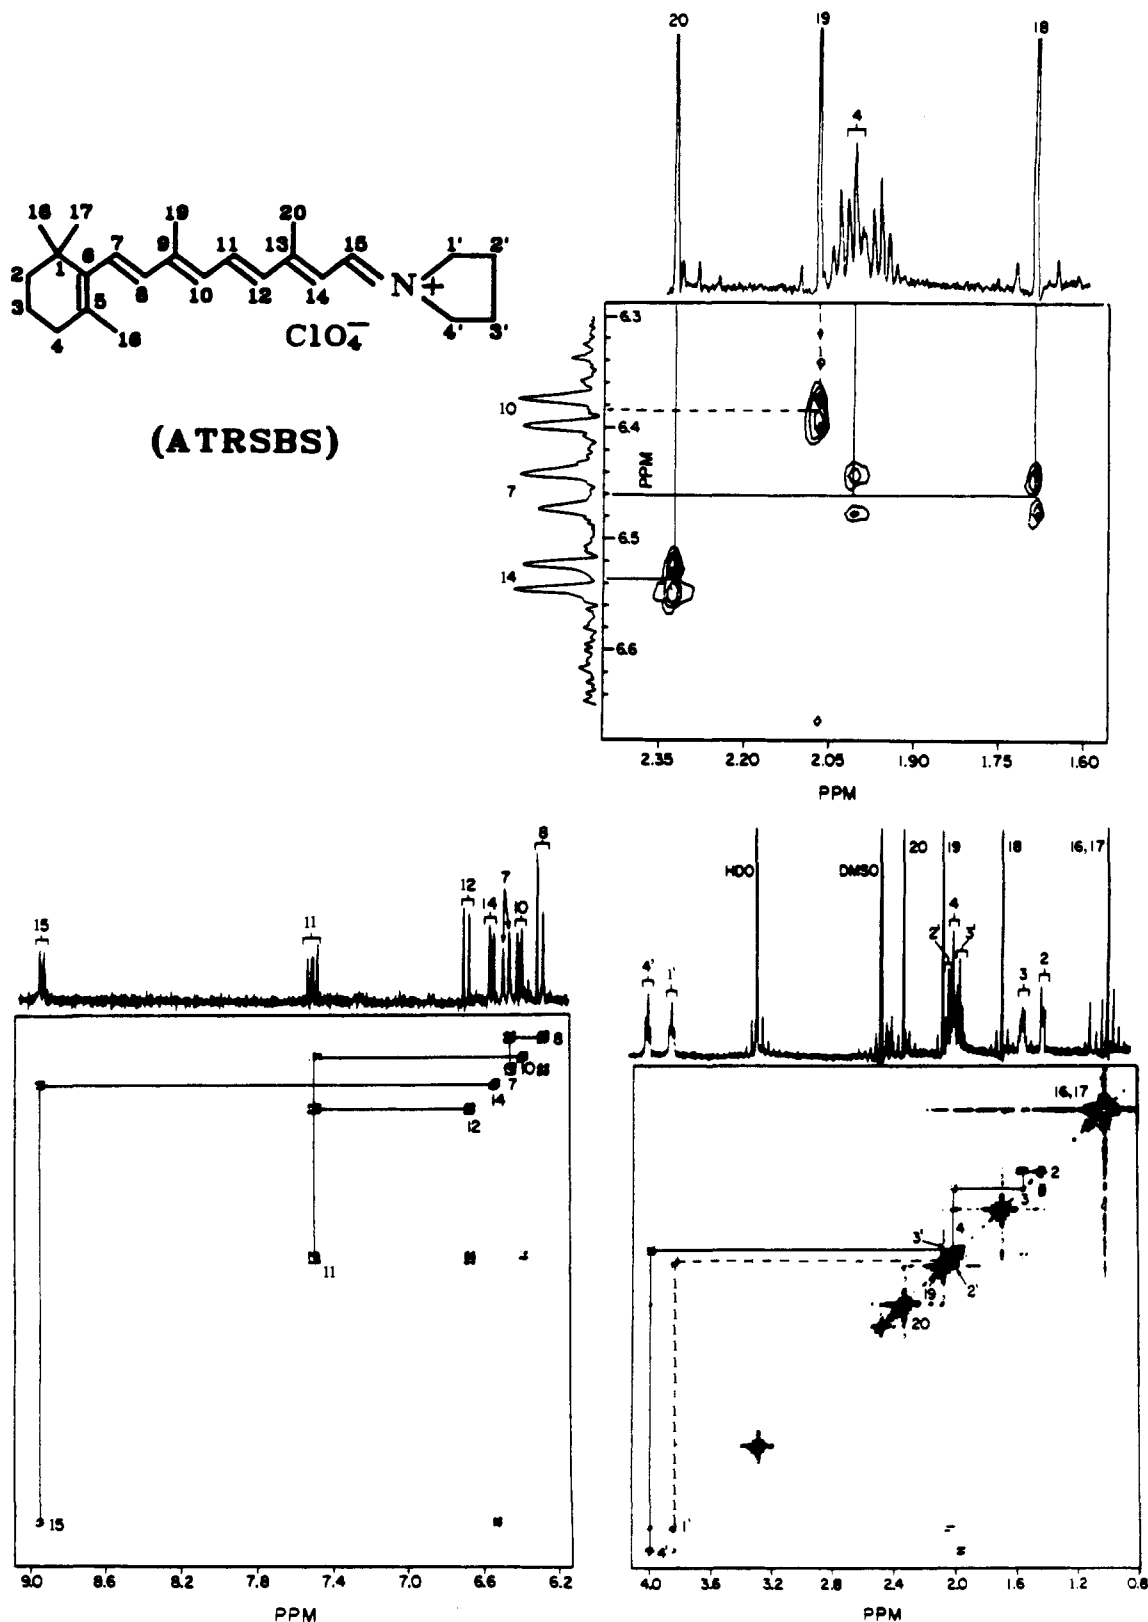 20 19 18
4
16 17 19 20
7 9 11 13 15 1' 2'
2 1 6 8 10 12 14 N+
3 5 4' 3'
4 16 ClO4−
(ATRSBS)
6.3
10
6.4
7
PPM
6.5
14
6.6
2.35 2.20 2.05 1.90 1.75 1.60
PPM
8
15 11 12 14 7 10
8
7 10
14
12
11
15
9.0 8.6 8.2 7.8 7.4 7.0 6.6 6.2
PPM
HDO DMSO 20 19 18 16,17
4
2' 3'
4' 1' 3 2
16,17
2
3
3' 4
19 2'
20
1'
4'
4.0 3.6 3.2 2.8 2.4 2.0 1.6 1.2 0.8
PPM